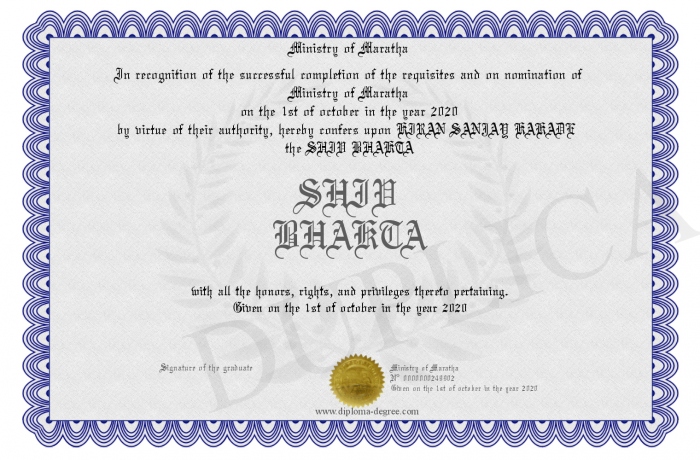 Ministry of Maratha
In recognition of the successful completion of the requisites and on nomination of
Ministry of Maratha
on the 1st of october in the year 2020
by virtue of their authority, hereby confers upon KIRAN SANJAY KAKADE
the SHIV BHAKTA
SHIV
BHAKTA
with all the honors, rights, and privileges thereto pertaining.
Given on the 1st of october in the year 2020
DUPLICA
Signature of the graduate
Ministry of Maratha
N° 0000000248802
Given on the 1st of october in the year 2020
www.diploma-degree.com